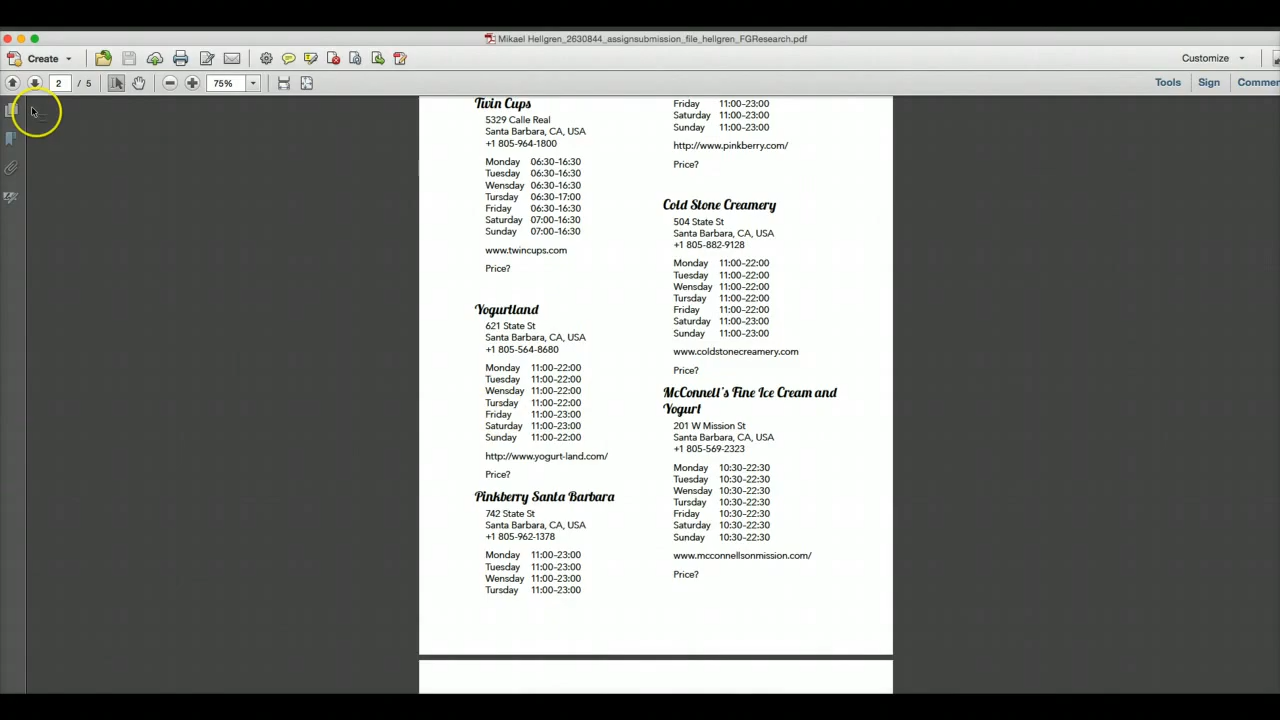 Mikael Hellgren_2630844_assignsubmission_file_hellgren_FGResearch.pdf
Create
Customize
2 / 5
75%
Tools
Sign
Commen
Twin Cups
5329 Calle Real
Santa Barbara, CA, USA
+1 805-964-1800
Monday 06:30-16:30
Tuesday 06:30-16:30
Wensday 06:30-16:30
Tursday 06:30-17:00
Friday 06:30-16:30
Saturday 07:00-16:30
Sunday 07:00-16:30
www.twincups.com
Price?
Yogurtland
621 State St
Santa Barbara, CA, USA
+1 805-564-8680
Monday 11:00-22:00
Tuesday 11:00-22:00
Wensday 11:00-22:00
Tursday 11:00-22:00
Friday 11:00-23:00
Saturday 11:00-23:00
Sunday 11:00-22:00
http://www.yogurt-land.com/
Price?
Pinkberry Santa Barbara
742 State St
Santa Barbara, CA, USA
+1 805-962-1378
Monday 11:00-23:00
Tuesday 11:00-23:00
Wensday 11:00-23:00
Tursday 11:00-23:00
Friday 11:00-23:00
Saturday 11:00-23:00
Sunday 11:00-23:00
http://www.pinkberry.com/
Price?
Cold Stone Creamery
504 State St
Santa Barbara, CA, USA
+1 805-882-9128
Monday 11:00-22:00
Tuesday 11:00-22:00
Wensday 11:00-22:00
Tursday 11:00-22:00
Friday 11:00-22:00
Saturday 11:00-23:00
Sunday 11:00-23:00
www.coldstonecreamery.com
Price?
McConnell's Fine Ice Cream and
Yogurt
201 W Mission St
Santa Barbara, CA, USA
+1 805-569-2323
Monday 10:30-22:30
Tuesday 10:30-22:30
Wensday 10:30-22:30
Tursday 10:30-22:30
Friday 10:30-22:30
Saturday 10:30-22:30
Sunday 10:30-22:30
www.mcconnellsonmission.com/
Price?